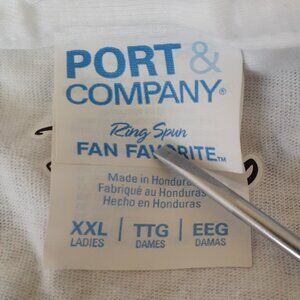 PORT &
COMPANY®
Ring Spun
FAN FAVORITE™
Made in Honduras
Fabriqué au Honduras
Hecho en Honduras
XXL | TTG | EEG
LADIES | DAMES | DAMAS